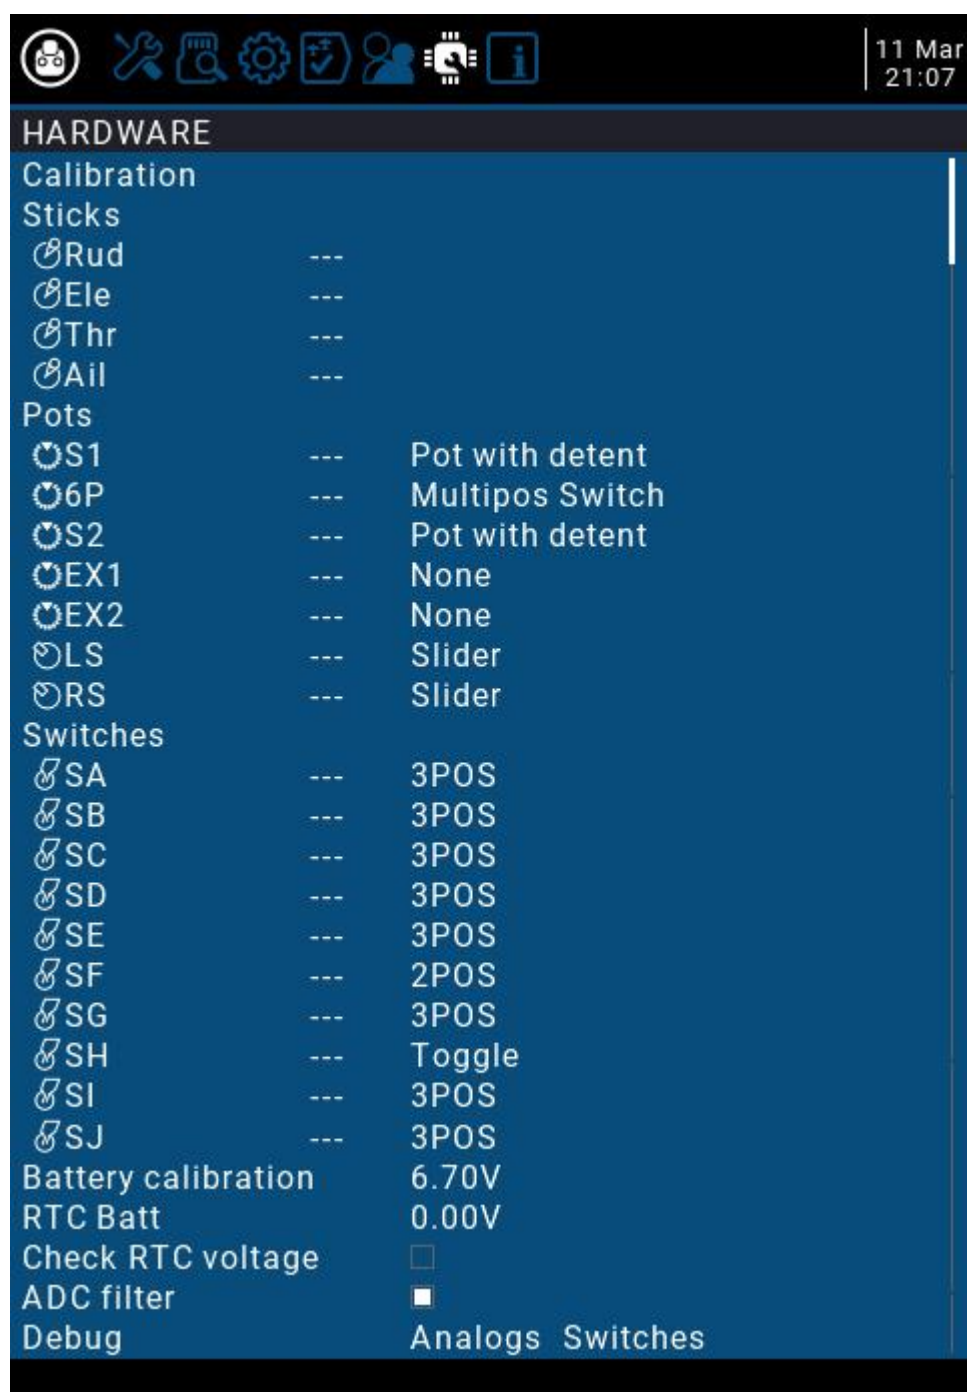 11 Mar
21:07
HARDWARE
Calibration
Sticks
Rud ---
Ele ---
Thr ---
Ail ---
Pots
S1 --- Pot with detent
6P --- Multipos Switch
S2 --- Pot with detent
EX1 --- None
EX2 --- None
LS --- Slider
RS --- Slider
Switches
SA --- 3POS
SB --- 3POS
SC --- 3POS
SD --- 3POS
SE --- 3POS
SF --- 2POS
SG --- 3POS
SH --- Toggle
SI --- 3POS
SJ --- 3POS
Battery calibration 6.70V
RTC Batt 0.00V
Check RTC voltage
ADC filter
Debug Analogs Switches